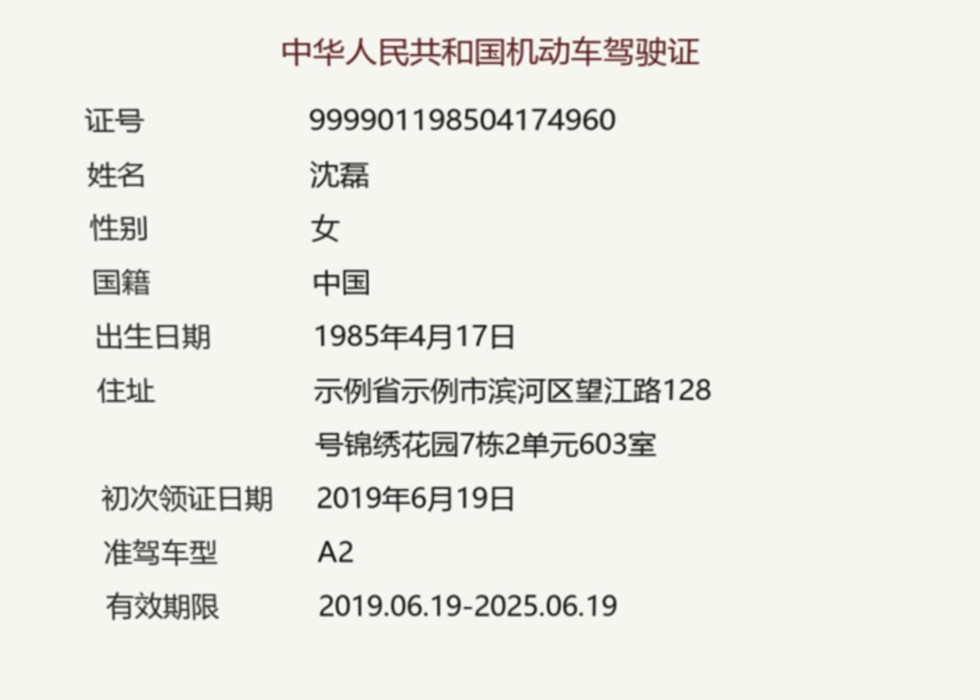 中华人民共和国机动车驾驶证
证号 999901198504174960
姓名 沈磊
性别 女
国籍 中国
出生日期 1985年4月17日
住址 示例省示例市滨河区望江路128
号锦绣花园7栋2单元603室
初次领证日期 2019年6月19日
准驾车型 A2
有效期限 2019.06.19-2025.06.19